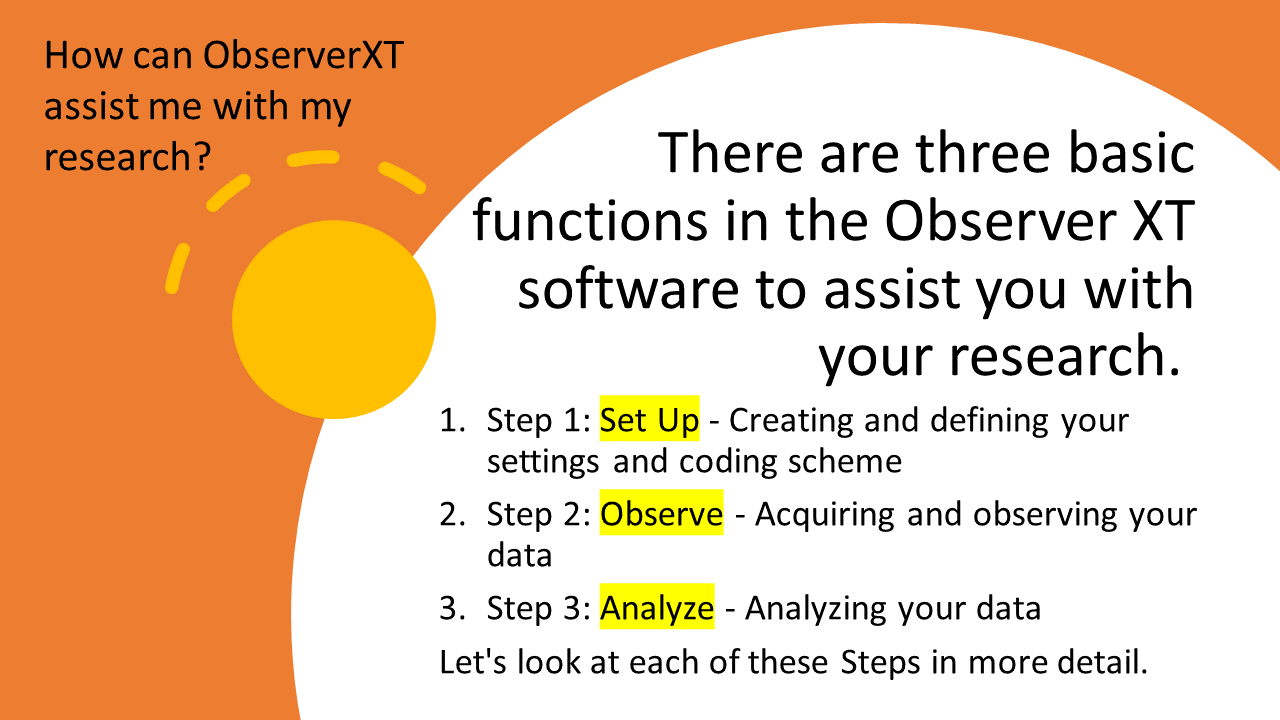 How can ObserverXT
assist me with my
research?
There are three basic
functions in the Observer XT
software to assist you with
your research.
1. Step 1: Set Up - Creating and defining your
settings and coding scheme
2. Step 2: Observe - Acquiring and observing your
data
3. Step 3: Analyze - Analyzing your data
Let's look at each of these Steps in more detail.